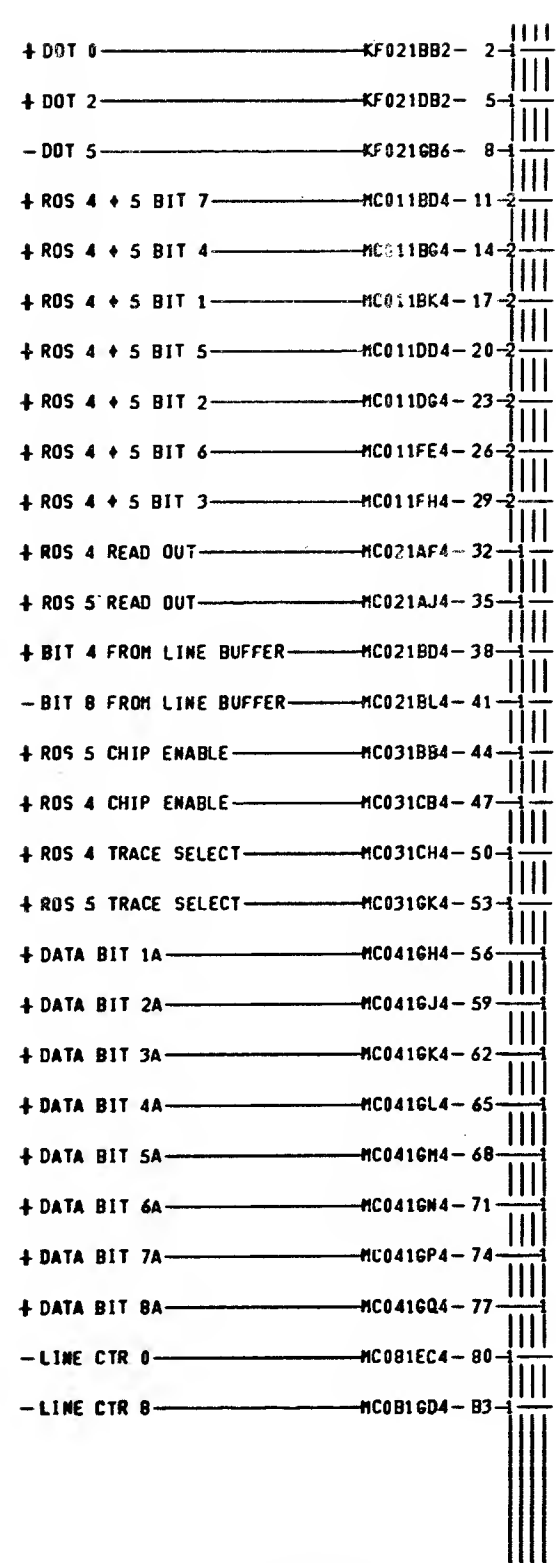 + DOT 0 KF021BB2- 2-1
+ DOT 2 KF021DB2- 5-1
- DOT 5 KF021GB6- 8-1
+ ROS 4 + 5 BIT 7 MC011BD4- 11-2
+ ROS 4 + 5 BIT 4 MC011BG4- 14-2
+ ROS 4 + 5 BIT 1 MC011BK4- 17-2
+ ROS 4 + 5 BIT 5 MC011DD4- 20-2
+ ROS 4 + 5 BIT 2 MC011DG4- 23-2
+ ROS 4 + 5 BIT 6 MC011FE4- 26-2
+ ROS 4 + 5 BIT 3 MC011FH4- 29-2
+ ROS 4 READ OUT MC021AF4- 32-1
+ ROS 5 READ OUT MC021AJ4- 35-1
+ BIT 4 FROM LINE BUFFER MC021BD4- 38-1
- BIT 8 FROM LINE BUFFER MC021BL4- 41-1
+ ROS 5 CHIP ENABLE MC031BB4- 44-1
+ ROS 4 CHIP ENABLE MC031CB4- 47-1
+ ROS 4 TRACE SELECT MC031CH4- 50-1
+ ROS 5 TRACE SELECT MC031GK4- 53-1
+ DATA BIT 1A MC041GH4- 56-1
+ DATA BIT 2A MC041GJ4- 59-1
+ DATA BIT 3A MC041GK4- 62-1
+ DATA BIT 4A MC041GL4- 65-1
+ DATA BIT 5A MC041GM4- 68-1
+ DATA BIT 6A MC041GN4- 71-1
+ DATA BIT 7A MC041GP4- 74-1
+ DATA BIT 8A MC041GQ4- 77-1
- LINE CTR 0 MC081EC4- 80-1
- LINE CTR 8 MC081GD4- 83-1